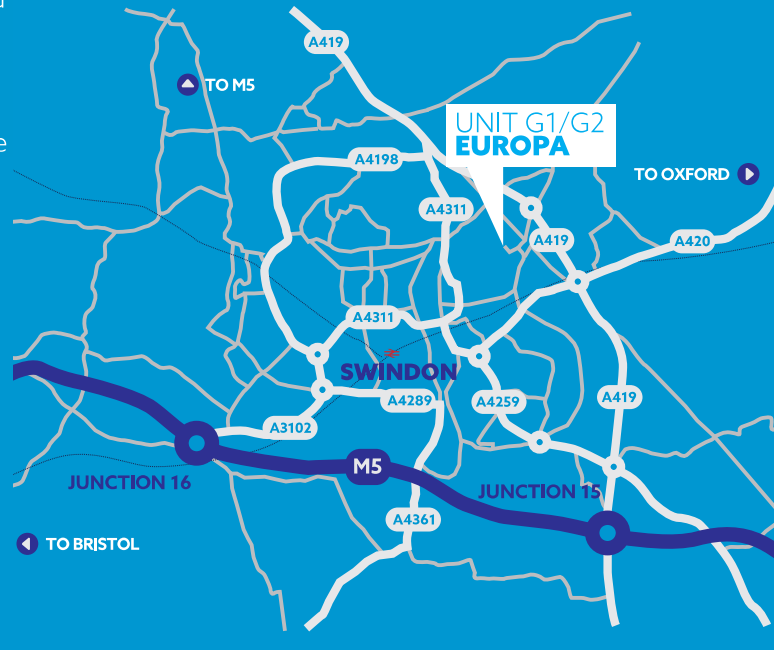 A419
TO M5
UNIT G1/G2
EUROPA
A4198
TO OXFORD
A4311
A419
A420
A4311
SWINDON
A4289
A4259
A419
A3102
M5
JUNCTION 16
JUNCTION 15
A4361
TO BRISTOL